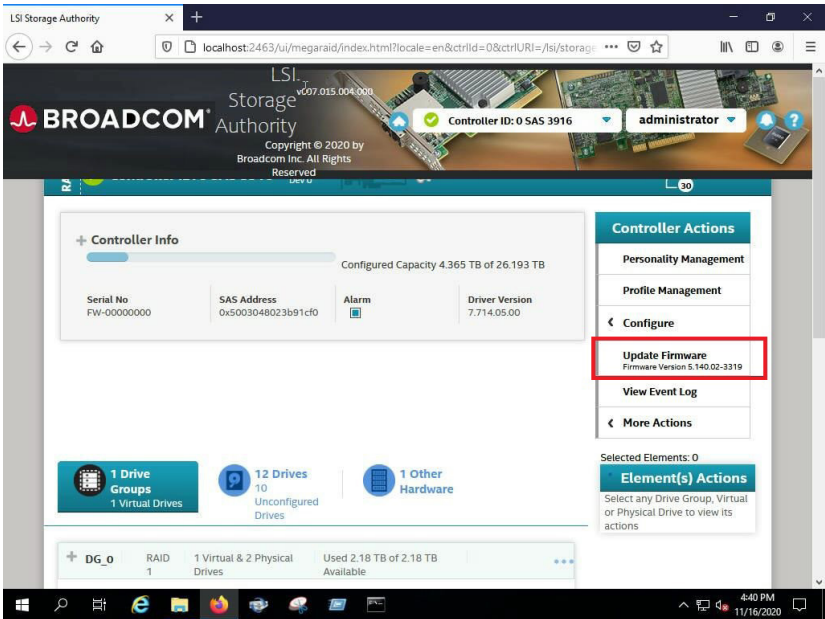 LSI Storage Authority
localhost:2463/ui/megaraid/index.html?locale=en&ctrlId=0&ctrlURI=/lsi/storag
BROADCOM
LSI
Storage
Authority
v007.015.004.000
Copyright © 2020 by
Broadcom Inc. All
Rights
Reserved
Controller ID: 0 SAS 3916
administrator
30
Controller Info
Configured Capacity 4.365 TB of 26.193 TB
Serial No
FW-00000000
SAS Address
0x5003048023b91cf0
Alarm
Driver Version
7.714.05.00
Controller Actions
Personality Management
Profile Management
Configure
Update Firmware
Firmware Version 5.140.02-3319
View Event Log
More Actions
1 Drive
Groups
1 Virtual Drives
12 Drives
10
Unconfigured
Drives
1 Other
Hardware
Selected Elements: 0
Element(s) Actions
Select any Drive Group, Virtual
or Physical Drive to view its
actions
DG_0
RAID
1
1 Virtual & 2 Physical
Drives
Used 2.18 TB of 2.18 TB
Available
4:40 PM
11/16/2020